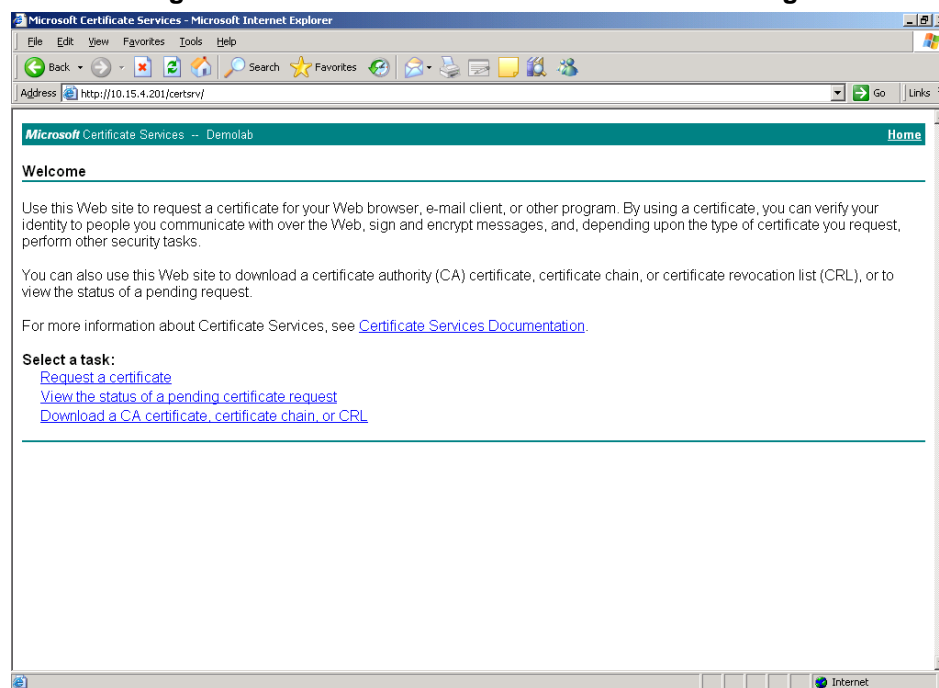 Microsoft Certificate Services - Microsoft Internet Explorer
File Edit View Favorites Tools Help
Back Search Favorites
Address http://10.15.4.201/certsrv/ Go Links
Microsoft Certificate Services -- Demolab Home
Welcome
Use this Web site to request a certificate for your Web browser, e-mail client, or other program. By using a certificate, you can verify your
identity to people you communicate with over the Web, sign and encrypt messages, and, depending upon the type of certificate you request,
perform other security tasks.
You can also use this Web site to download a certificate authority (CA) certificate, certificate chain, or certificate revocation list (CRL), or to
view the status of a pending request.
For more information about Certificate Services, see Certificate Services Documentation.
Select a task:
Request a certificate
View the status of a pending certificate request
Download a CA certificate, certificate chain, or CRL
Internet